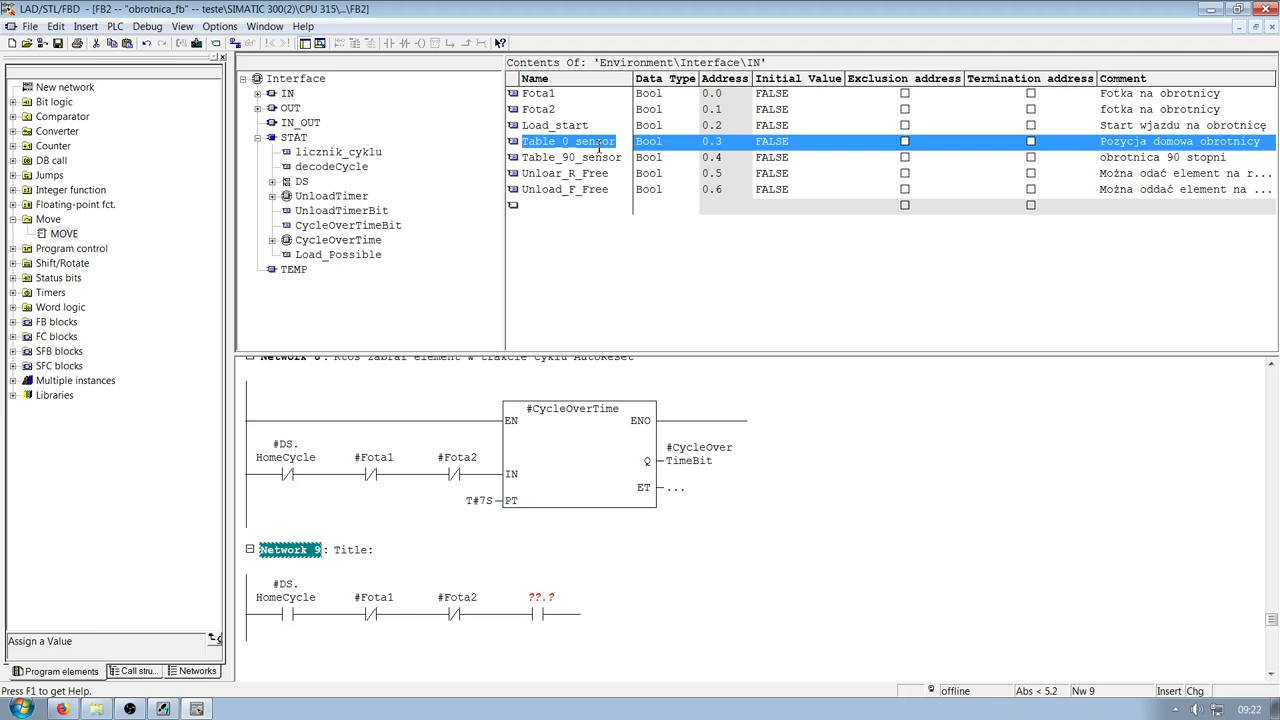 LAD/STL/FBD - [FB2 -- "obrotnica_fb" -- teste\SIMATIC 300(2)\CPU 315\...\FB2]
File Edit Insert PLC Debug View Options Window Help
New network
Bit logic
Comparator
Converter
Counter
DB call
Jumps
Integer function
Floating-point fct.
Move
MOVE
Program control
Shift/Rotate
Status bits
Timers
Word logic
FB blocks
FC blocks
SFB blocks
SFC blocks
Multiple instances
Libraries
Assign a Value
Program elements Call stru... Networks
Interface
IN
OUT
IN_OUT
STAT
licznik_cyklu
decodeCycle
DS
UnloadTimer
UnloadTimerBit
CycleOverTimeBit
CycleOverTime
Load_Possible
TEMP
Contents Of: 'Environment\Interface\IN'
Name Data Type Address Initial Value Exclusion address Termination address Comment
Fota1 Bool 0.0 FALSE Fotka na obrotnicy
Fota2 Bool 0.1 FALSE fotka na obrotnicy
Load_start Bool 0.2 FALSE Start wjazdu na obrotnicę
Table_0_sensor Bool 0.3 FALSE Pozycja domowa obrotnicy
Table_90_sensor Bool 0.4 FALSE obrotnica 90 stopni
Unloar_R_Free Bool 0.5 FALSE Można odać element na r...
Unload_F_Free Bool 0.6 FALSE Można oddać element na ...
Network 8 : Ktoś zabrał element w trakcie cyklu AutoReset
#CycleOverTime
EN ENO
#DS.
HomeCycle #Fota1 #Fota2 IN
Q #CycleOver
TimeBit
ET ...
T#7S PT
Network 9 : Title:
#DS.
HomeCycle #Fota1 #Fota2 ??.?
Press F1 to get Help. offline Abs < 5.2 Nw 9 Insert Chg
09:22